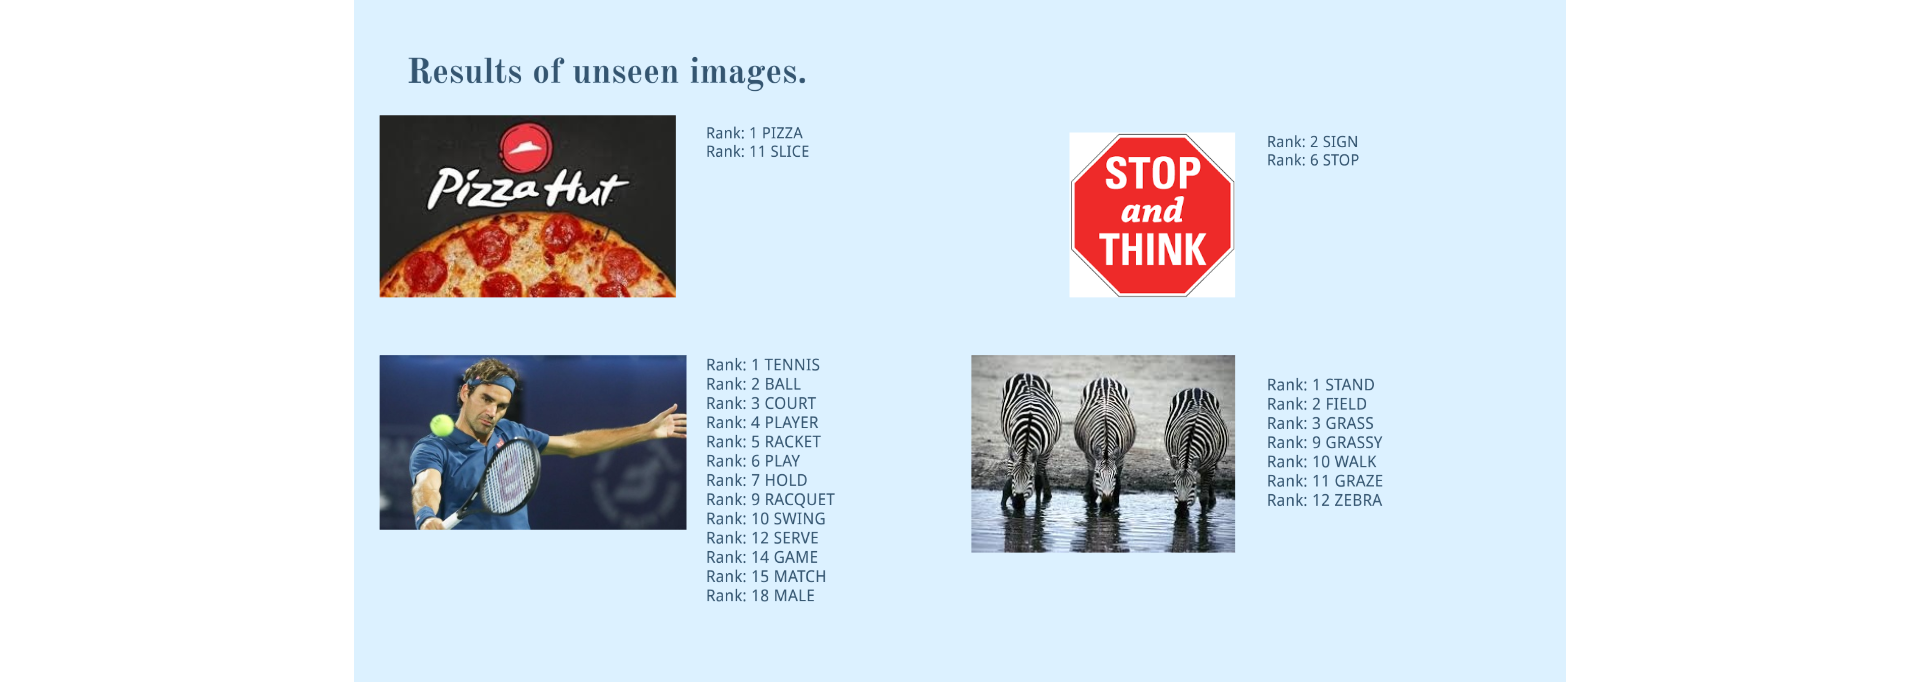 Results of unseen images.
Pizza Hut
Rank: 1 PIZZA
Rank: 11 SLICE
STOP
and
THINK
Rank: 2 SIGN
Rank: 6 STOP
Rank: 1 TENNIS
Rank: 2 BALL
Rank: 3 COURT
Rank: 4 PLAYER
Rank: 5 RACKET
Rank: 6 PLAY
Rank: 7 HOLD
Rank: 9 RACQUET
Rank: 10 SWING
Rank: 12 SERVE
Rank: 14 GAME
Rank: 15 MATCH
Rank: 18 MALE
Rank: 1 STAND
Rank: 2 FIELD
Rank: 3 GRASS
Rank: 9 GRASSY
Rank: 10 WALK
Rank: 11 GRAZE
Rank: 12 ZEBRA